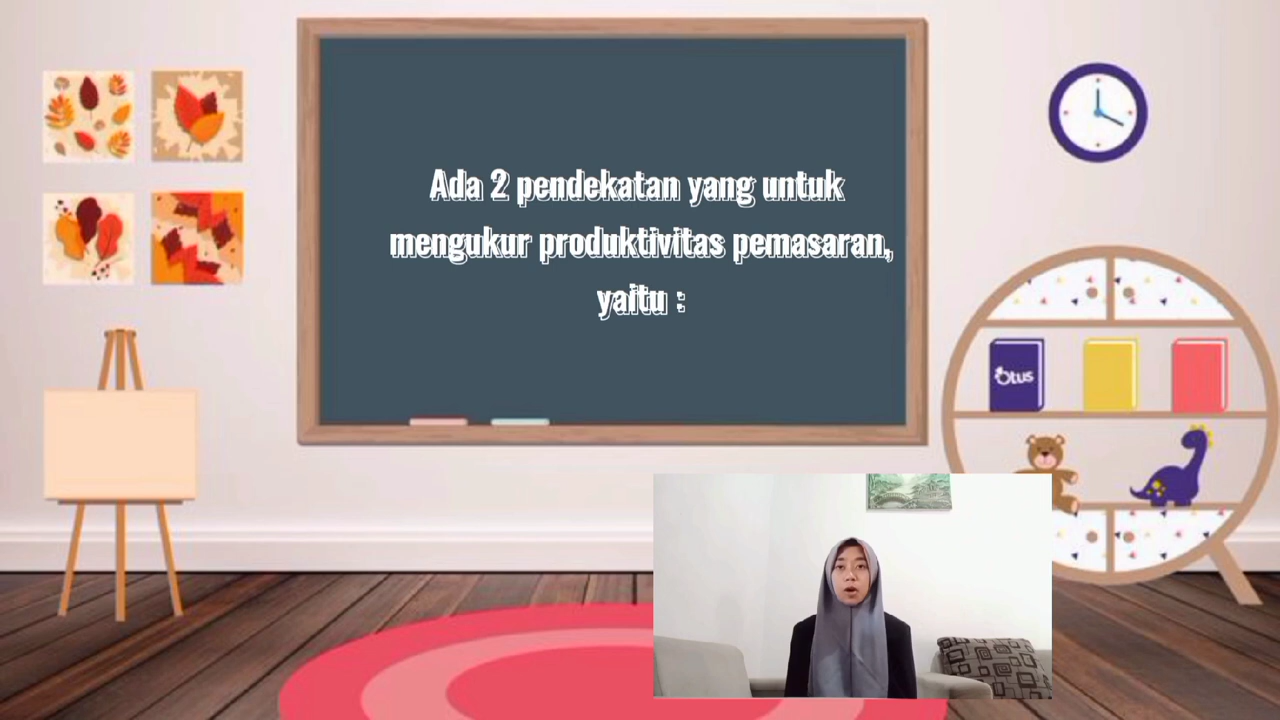 Ada 2 pendekatan yang untuk
mengukur produktivitas pemasaran,
yaitu :
Otus